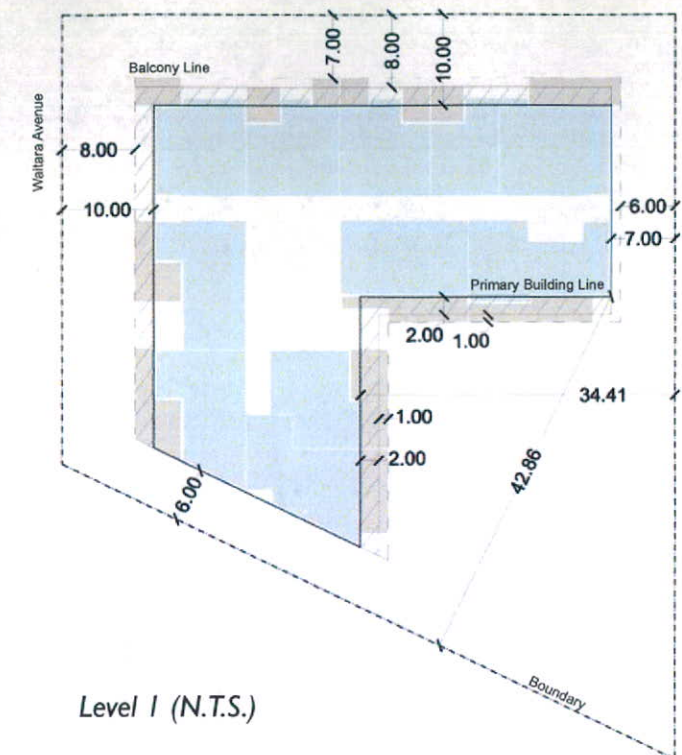 7.00
8.00
10.00
Balcony Line
Waitara Avenue
8.00
10.00
6.00
7.00
Primary Building Line
2.00
1.00
34.41
1.00
2.00
42.86
6.00
Boundary
Level 1 (N.T.S.)